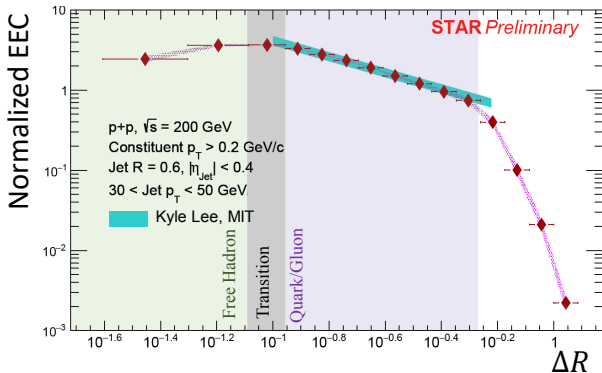 STAR Preliminary
Normalized EEC
10
1
10⁻¹
10⁻²
10⁻³
p+p, √s = 200 GeV
Constituent p_T > 0.2 GeV/c
Jet R = 0.6, |η_Jet| < 0.4
30 < Jet p_T < 50 GeV
Kyle Lee, MIT
Free Hadron
Transition
Quark/Gluon
10⁻¹·⁶ 10⁻¹·⁴ 10⁻¹·² 10⁻¹ 10⁻⁰·⁸ 10⁻⁰·⁶ 10⁻⁰·⁴ 10⁻⁰·² 1
ΔR